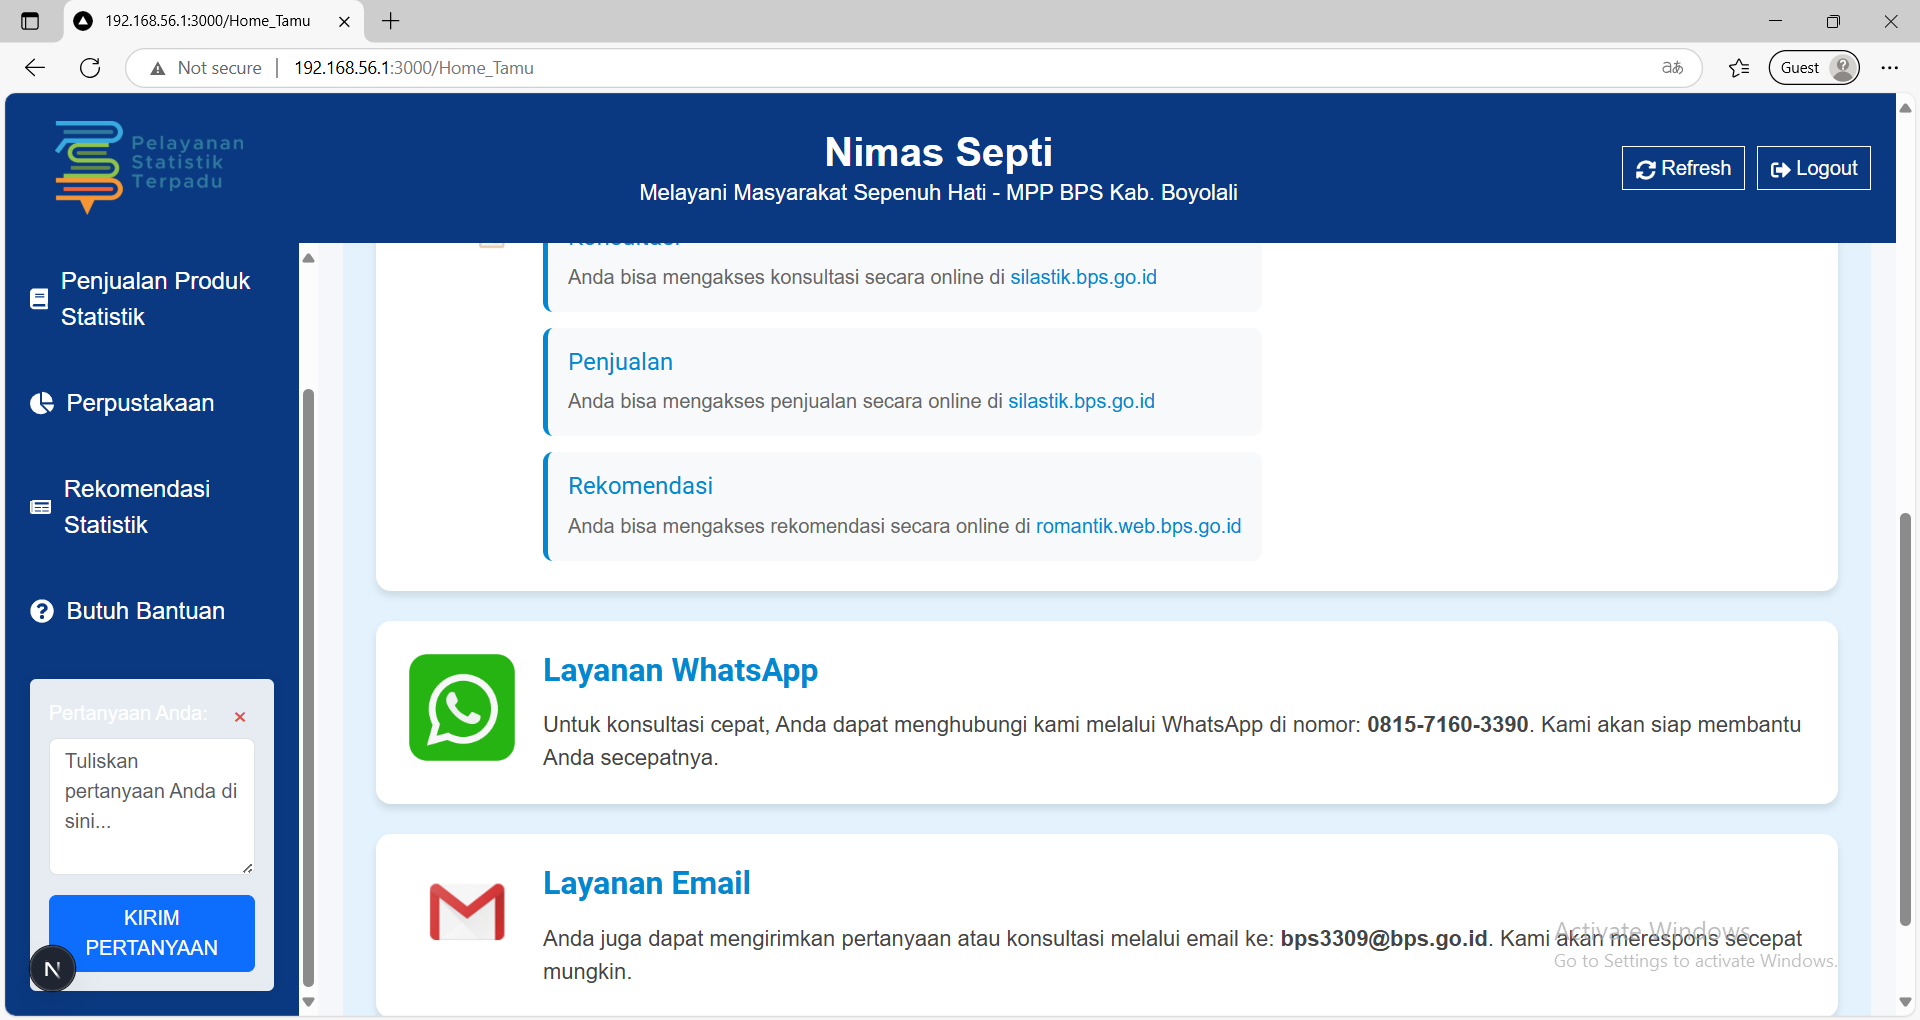 192.168.56.1:3000/Home_Tamu
Not secure
192.168.56.1:3000/Home_Tamu
Guest
Pelayanan
Statistik
Terpadu
Nimas Septi
Melayani Masyarakat Sepenuh Hati - MPP BPS Kab. Boyolali
Refresh
Logout
Penjualan Produk
Statistik
Perpustakaan
Rekomendasi
Statistik
Butuh Bantuan
Pertanyaan Anda:
Tuliskan
pertanyaan Anda di
sini...
KIRIM
PERTANYAAN
N
Anda bisa mengakses konsultasi secara online di silastik.bps.go.id
Penjualan
Anda bisa mengakses penjualan secara online di silastik.bps.go.id
Rekomendasi
Anda bisa mengakses rekomendasi secara online di romantik.web.bps.go.id
Layanan WhatsApp
Untuk konsultasi cepat, Anda dapat menghubungi kami melalui WhatsApp di nomor: 0815-7160-3390. Kami akan siap membantu
Anda secepatnya.
Layanan Email
Anda juga dapat mengirimkan pertanyaan atau konsultasi melalui email ke: bps3309@bps.go.id. Kami akan merespons secepat
mungkin.
Activate Windows
Go to Settings to activate Windows.